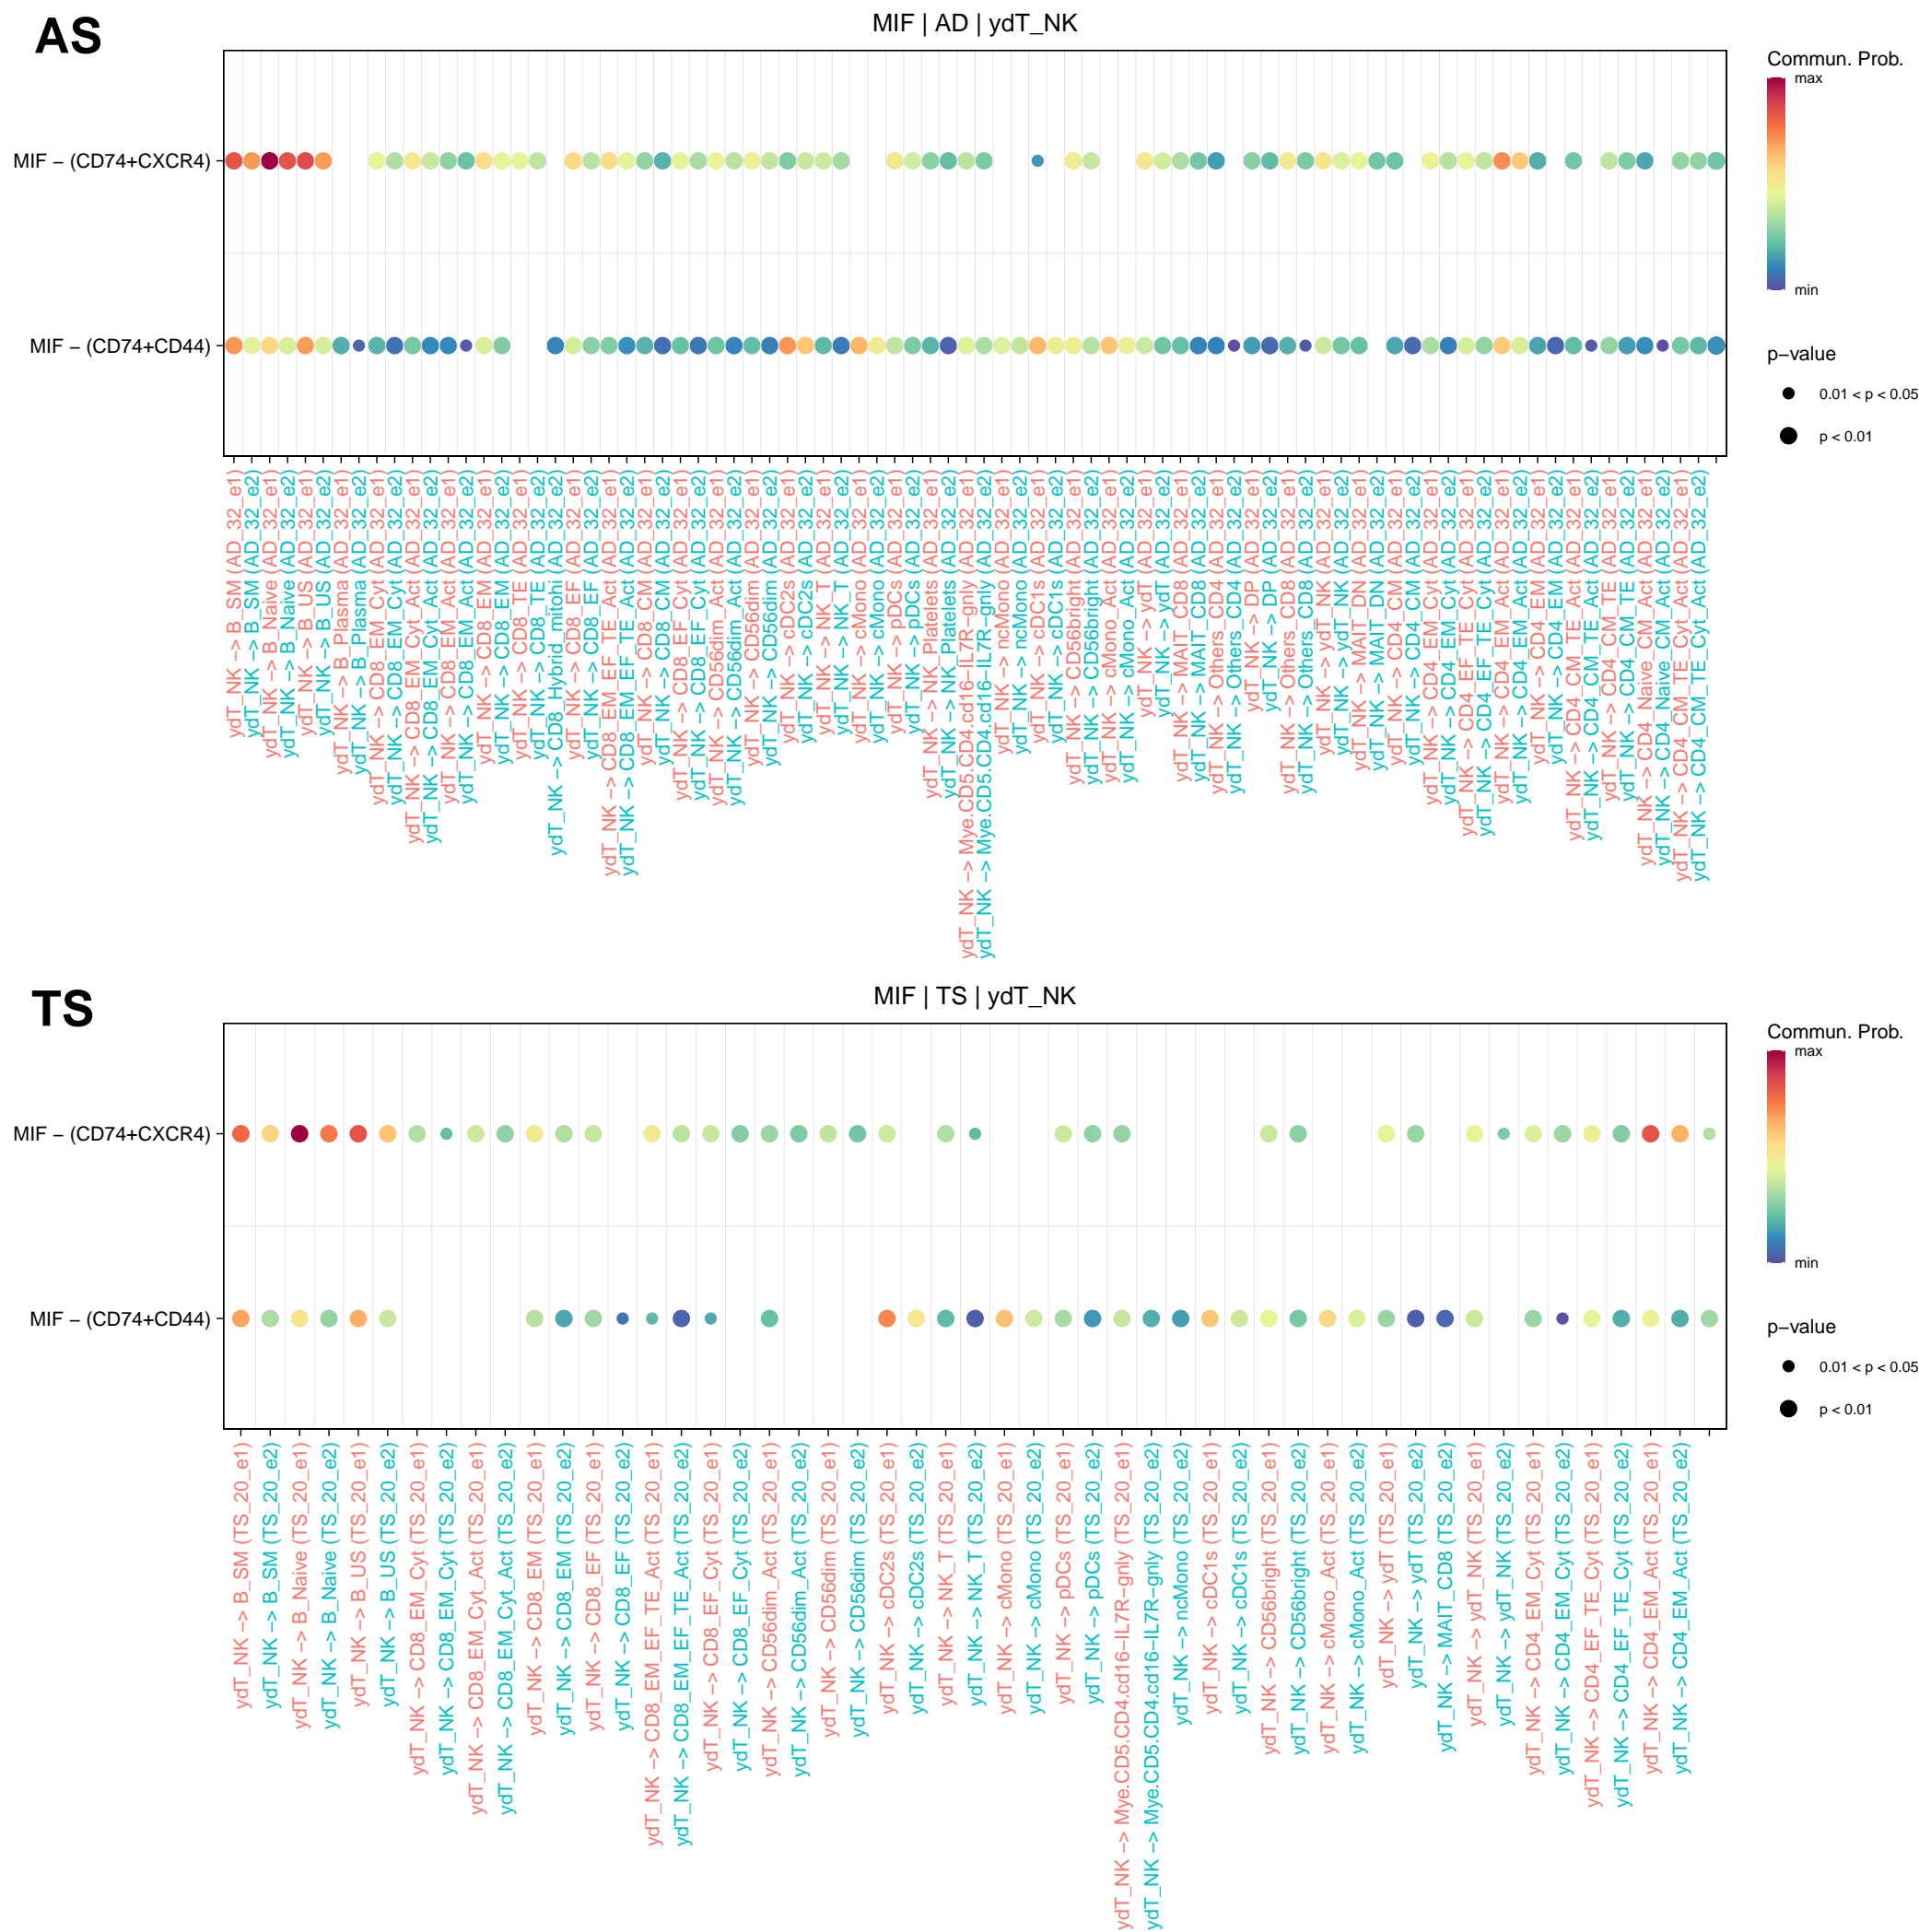 AS
MIF | AD | ydT_NK
MIF − (CD74+CXCR4)
MIF − (CD74+CD44)
ydT_NK −> B_SM (AD_32_e1)
ydT_NK −> B_SM (AD_32_e2)
ydT_NK −> B_Naive (AD_32_e1)
ydT_NK −> B_Naive (AD_32_e2)
ydT_NK −> B_US (AD_32_e1)
ydT_NK −> B_US (AD_32_e2)
ydT_NK −> B_Plasma (AD_32_e1)
ydT_NK −> B_Plasma (AD_32_e2)
ydT_NK −> CD8_EM_Cyt (AD_32_e1)
ydT_NK −> CD8_EM_Cyt (AD_32_e2)
ydT_NK −> CD8_EM_Cyt_Act (AD_32_e1)
ydT_NK −> CD8_EM_Cyt_Act (AD_32_e2)
ydT_NK −> CD8_EM_Act (AD_32_e1)
ydT_NK −> CD8_EM_Act (AD_32_e2)
ydT_NK −> CD8_EM (AD_32_e1)
ydT_NK −> CD8_EM (AD_32_e2)
ydT_NK −> CD8_TE (AD_32_e1)
ydT_NK −> CD8_TE (AD_32_e2)
ydT_NK −> CD8_Hybrid_mitohi (AD_32_e2)
ydT_NK −> CD8_EF (AD_32_e1)
ydT_NK −> CD8_EF (AD_32_e2)
ydT_NK −> CD8_EM_EF_TE_Act (AD_32_e1)
ydT_NK −> CD8_EM_EF_TE_Act (AD_32_e2)
ydT_NK −> CD8_CM (AD_32_e1)
ydT_NK −> CD8_CM (AD_32_e2)
ydT_NK −> CD8_EF_Cyt (AD_32_e1)
ydT_NK −> CD8_EF_Cyt (AD_32_e2)
ydT_NK −> CD56dim_Act (AD_32_e1)
ydT_NK −> CD56dim_Act (AD_32_e2)
ydT_NK −> CD56dim (AD_32_e1)
ydT_NK −> CD56dim (AD_32_e2)
ydT_NK −> cDC2s (AD_32_e1)
ydT_NK −> cDC2s (AD_32_e2)
ydT_NK −> NK_T (AD_32_e1)
ydT_NK −> NK_T (AD_32_e2)
ydT_NK −> cMono (AD_32_e1)
ydT_NK −> cMono (AD_32_e2)
ydT_NK −> pDCs (AD_32_e1)
ydT_NK −> pDCs (AD_32_e2)
ydT_NK −> NK_Platelets (AD_32_e1)
ydT_NK −> NK_Platelets (AD_32_e2)
ydT_NK −> Mye.CD5.CD4.cd16−IL7R−gnly (AD_32_e1)
ydT_NK −> Mye.CD5.CD4.cd16−IL7R−gnly (AD_32_e2)
ydT_NK −> ncMono (AD_32_e1)
ydT_NK −> ncMono (AD_32_e2)
ydT_NK −> cDC1s (AD_32_e1)
ydT_NK −> cDC1s (AD_32_e2)
ydT_NK −> CD56bright (AD_32_e1)
ydT_NK −> CD56bright (AD_32_e2)
ydT_NK −> cMono_Act (AD_32_e1)
ydT_NK −> cMono_Act (AD_32_e2)
ydT_NK −> ydT (AD_32_e1)
ydT_NK −> ydT (AD_32_e2)
ydT_NK −> MAIT_CD8 (AD_32_e1)
ydT_NK −> MAIT_CD8 (AD_32_e2)
ydT_NK −> Others_CD4 (AD_32_e1)
ydT_NK −> Others_CD4 (AD_32_e2)
ydT_NK −> DP (AD_32_e1)
ydT_NK −> DP (AD_32_e2)
ydT_NK −> Others_CD8 (AD_32_e1)
ydT_NK −> Others_CD8 (AD_32_e2)
ydT_NK −> ydT_NK (AD_32_e1)
ydT_NK −> ydT_NK (AD_32_e2)
ydT_NK −> MAIT_DN (AD_32_e1)
ydT_NK −> MAIT_DN (AD_32_e2)
ydT_NK −> CD4_CM (AD_32_e1)
ydT_NK −> CD4_CM (AD_32_e2)
ydT_NK −> CD4_EM_Cyt (AD_32_e1)
ydT_NK −> CD4_EM_Cyt (AD_32_e2)
ydT_NK −> CD4_EF_TE_Cyt (AD_32_e1)
ydT_NK −> CD4_EF_TE_Cyt (AD_32_e2)
ydT_NK −> CD4_EM_Act (AD_32_e1)
ydT_NK −> CD4_EM_Act (AD_32_e2)
ydT_NK −> CD4_EM (AD_32_e1)
ydT_NK −> CD4_EM (AD_32_e2)
ydT_NK −> CD4_CM_TE_Act (AD_32_e1)
ydT_NK −> CD4_CM_TE_Act (AD_32_e2)
ydT_NK −> CD4_CM_TE (AD_32_e1)
ydT_NK −> CD4_CM_TE (AD_32_e2)
ydT_NK −> CD4_Naive_CM_Act (AD_32_e1)
ydT_NK −> CD4_Naive_CM_Act (AD_32_e2)
ydT_NK −> CD4_CM_TE_Cyt_Act (AD_32_e1)
ydT_NK −> CD4_CM_TE_Cyt_Act (AD_32_e2)
Commun. Prob.
max
min
p−value
0.01 < p < 0.05
p < 0.01
TS
MIF | TS | ydT_NK
MIF − (CD74+CXCR4)
MIF − (CD74+CD44)
ydT_NK −> B_SM (TS_20_e1)
ydT_NK −> B_SM (TS_20_e2)
ydT_NK −> B_Naive (TS_20_e1)
ydT_NK −> B_Naive (TS_20_e2)
ydT_NK −> B_US (TS_20_e1)
ydT_NK −> B_US (TS_20_e2)
ydT_NK −> CD8_EM_Cyt (TS_20_e1)
ydT_NK −> CD8_EM_Cyt (TS_20_e2)
ydT_NK −> CD8_EM_Cyt_Act (TS_20_e1)
ydT_NK −> CD8_EM_Cyt_Act (TS_20_e2)
ydT_NK −> CD8_EM (TS_20_e1)
ydT_NK −> CD8_EM (TS_20_e2)
ydT_NK −> CD8_EF (TS_20_e1)
ydT_NK −> CD8_EF (TS_20_e2)
ydT_NK −> CD8_EM_EF_TE_Act (TS_20_e1)
ydT_NK −> CD8_EM_EF_TE_Act (TS_20_e2)
ydT_NK −> CD8_EF_Cyt (TS_20_e1)
ydT_NK −> CD8_EF_Cyt (TS_20_e2)
ydT_NK −> CD56dim_Act (TS_20_e1)
ydT_NK −> CD56dim_Act (TS_20_e2)
ydT_NK −> CD56dim (TS_20_e1)
ydT_NK −> CD56dim (TS_20_e2)
ydT_NK −> cDC2s (TS_20_e1)
ydT_NK −> cDC2s (TS_20_e2)
ydT_NK −> NK_T (TS_20_e1)
ydT_NK −> NK_T (TS_20_e2)
ydT_NK −> cMono (TS_20_e1)
ydT_NK −> cMono (TS_20_e2)
ydT_NK −> pDCs (TS_20_e1)
ydT_NK −> pDCs (TS_20_e2)
ydT_NK −> Mye.CD5.CD4.cd16−IL7R−gnly (TS_20_e1)
ydT_NK −> Mye.CD5.CD4.cd16−IL7R−gnly (TS_20_e2)
ydT_NK −> ncMono (TS_20_e2)
ydT_NK −> cDC1s (TS_20_e1)
ydT_NK −> cDC1s (TS_20_e2)
ydT_NK −> CD56bright (TS_20_e1)
ydT_NK −> CD56bright (TS_20_e2)
ydT_NK −> cMono_Act (TS_20_e1)
ydT_NK −> cMono_Act (TS_20_e2)
ydT_NK −> ydT (TS_20_e1)
ydT_NK −> ydT (TS_20_e2)
ydT_NK −> MAIT_CD8 (TS_20_e2)
ydT_NK −> ydT_NK (TS_20_e1)
ydT_NK −> ydT_NK (TS_20_e2)
ydT_NK −> CD4_EM_Cyt (TS_20_e1)
ydT_NK −> CD4_EM_Cyt (TS_20_e2)
ydT_NK −> CD4_EF_TE_Cyt (TS_20_e1)
ydT_NK −> CD4_EF_TE_Cyt (TS_20_e2)
ydT_NK −> CD4_EM_Act (TS_20_e1)
ydT_NK −> CD4_EM_Act (TS_20_e2)
Commun. Prob.
max
min
p−value
0.01 < p < 0.05
p < 0.01